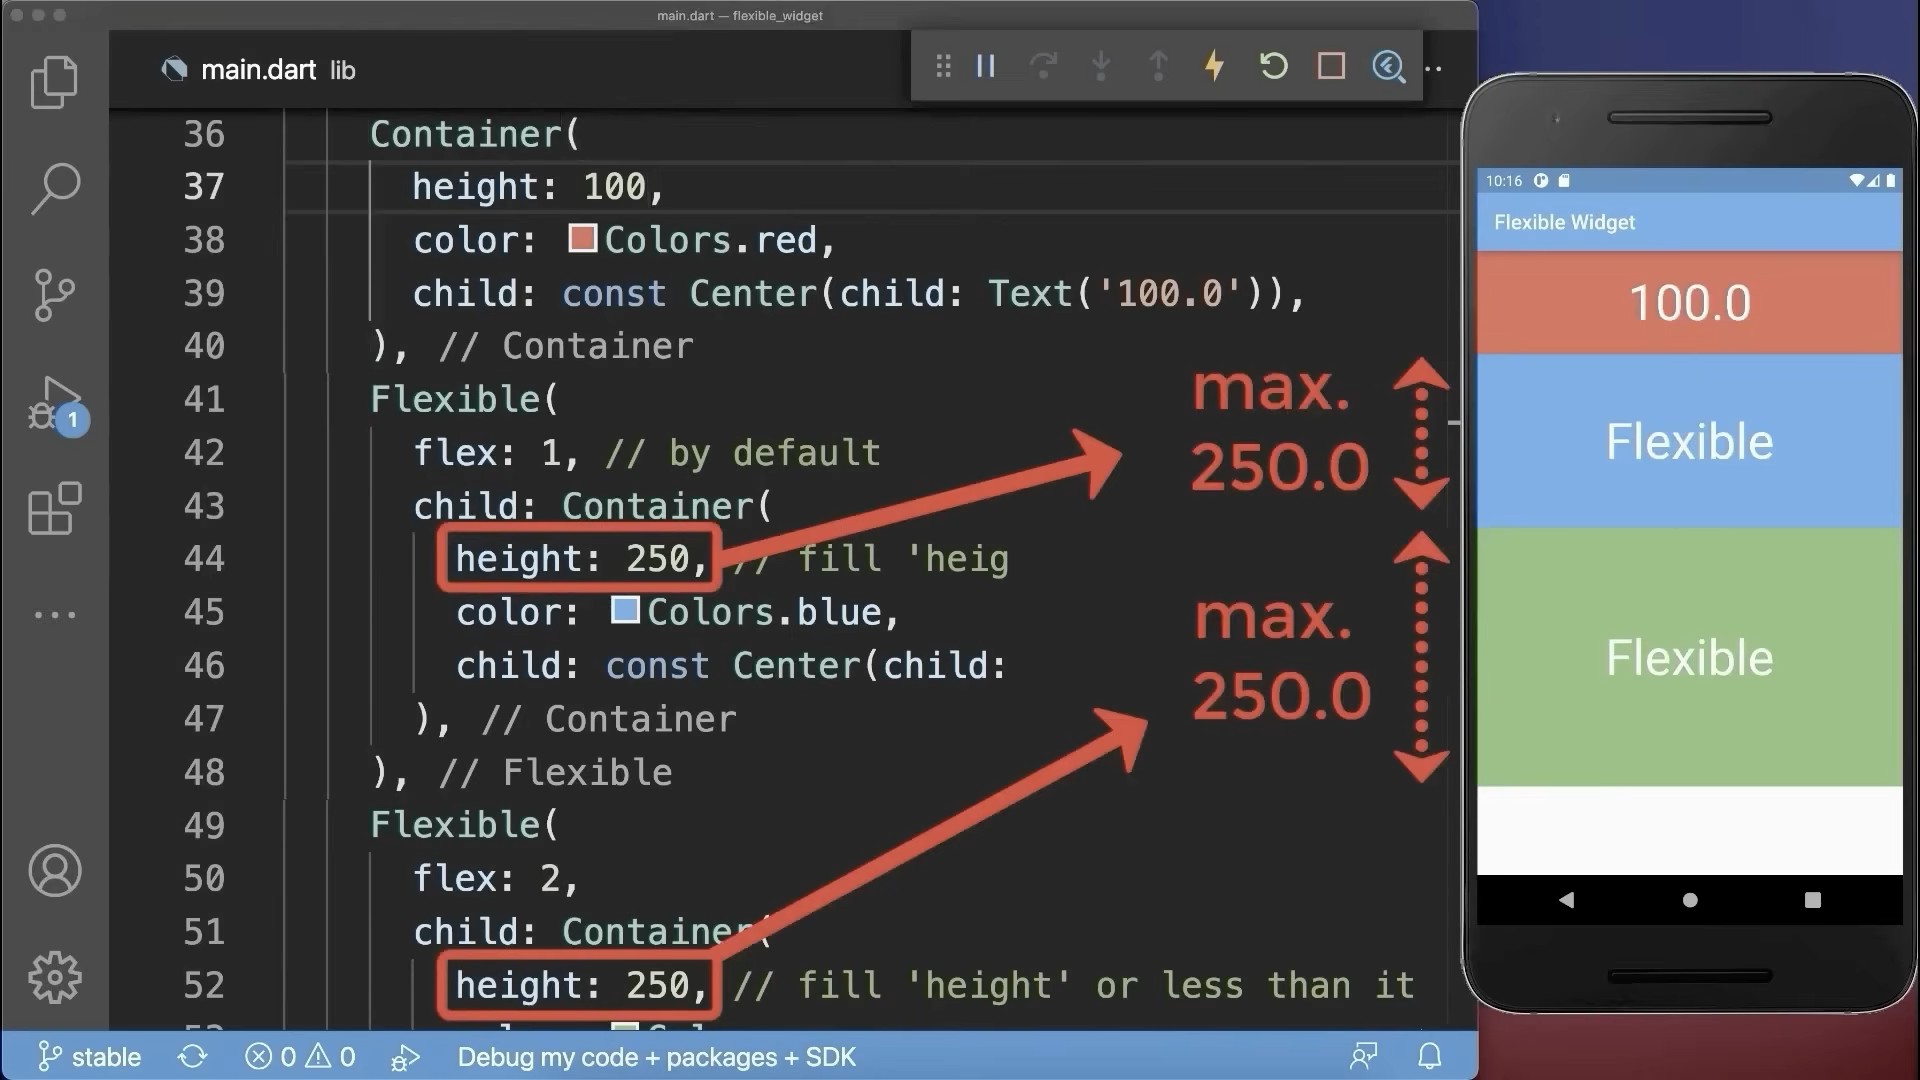 main.dart — flexible_widget
main.dart lib
36 Container(
37 height: 100,
38 color: Colors.red,
39 child: const Center(child: Text('100.0')),
40 ), // Container
41 Flexible(
42 flex: 1, // by default
43 child: Container(
44 height: 250, // fill 'heig
45 color: Colors.blue,
46 child: const Center(child:
47 ), // Container
48 ), // Flexible
49 Flexible(
50 flex: 2,
51 child: Container(
52 height: 250, // fill 'height' or less than it
max.
250.0
max.
250.0
1
stable 0 0 Debug my code + packages + SDK
10:16
Flexible Widget
100.0
Flexible
Flexible